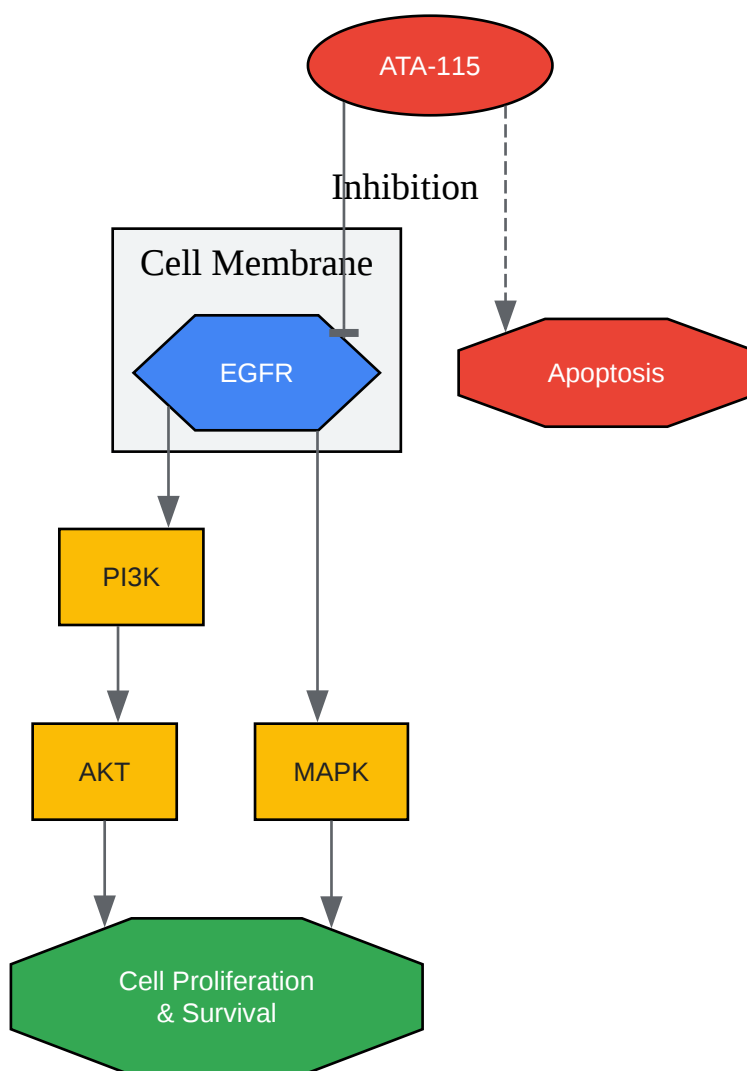 ATA-115
Inhibition
Cell Membrane
EGFR
Apoptosis
PI3K
AKT
MAPK
Cell Proliferation
& Survival